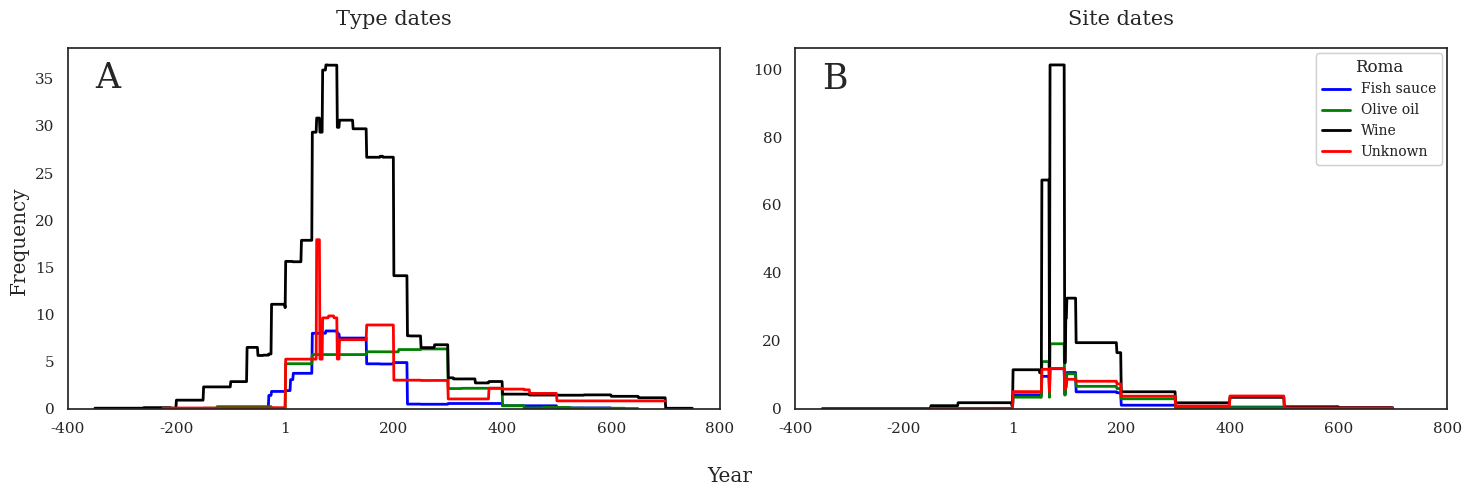 Type dates
Site dates
A
B
Roma
Fish sauce
Olive oil
Wine
Unknown
Frequency
35
30
25
20
15
10
5
0
100
80
60
40
20
0
-400 -200 1 200 400 600 800
-400 -200 1 200 400 600 800
Year